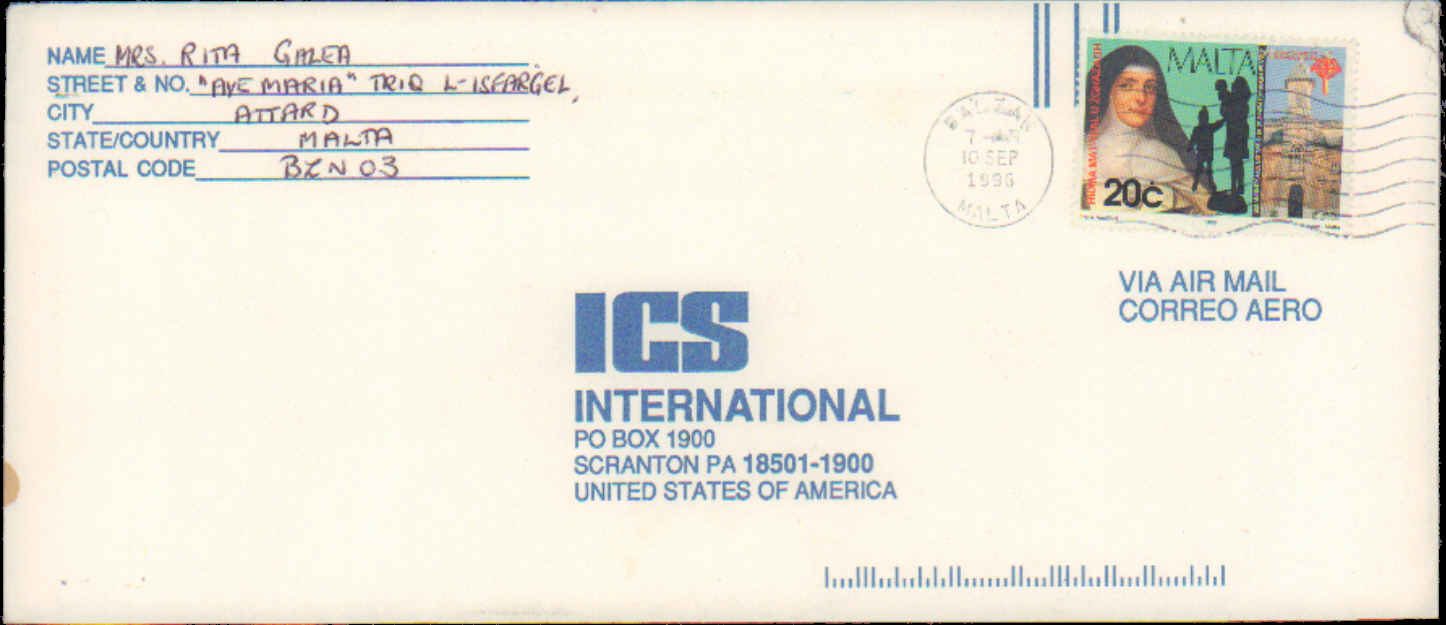 NAME MRS. RITA GALEA
STREET & NO. "AVE MARIA" TRIQ L-ISFARGEL,
CITY ATTARD
STATE/COUNTRY MALTA
POSTAL CODE BZN 03
BALZAN
7-AM
10 SEP
1996
MALTA
MALTA
20c
VIA AIR MAIL
CORREO AERO
ICS
INTERNATIONAL
PO BOX 1900
SCRANTON PA 18501-1900
UNITED STATES OF AMERICA